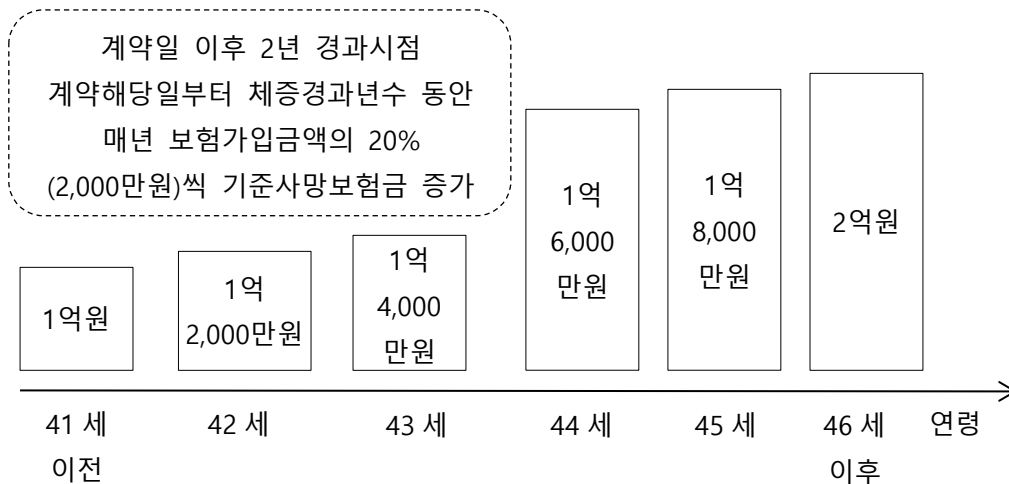 계약일 이후 2년 경과시점
계약해당일부터 체증경과년수 동안
매년 보험가입금액의 20%
(2,000만원)씩 기준사망보험금 증가
1억원
1억
2,000만원
1억
4,000
만원
1억
6,000
만원
1억
8,000
만원
2억원
41 세
이전
42 세
43 세
44 세
45 세
46 세
이후
연령